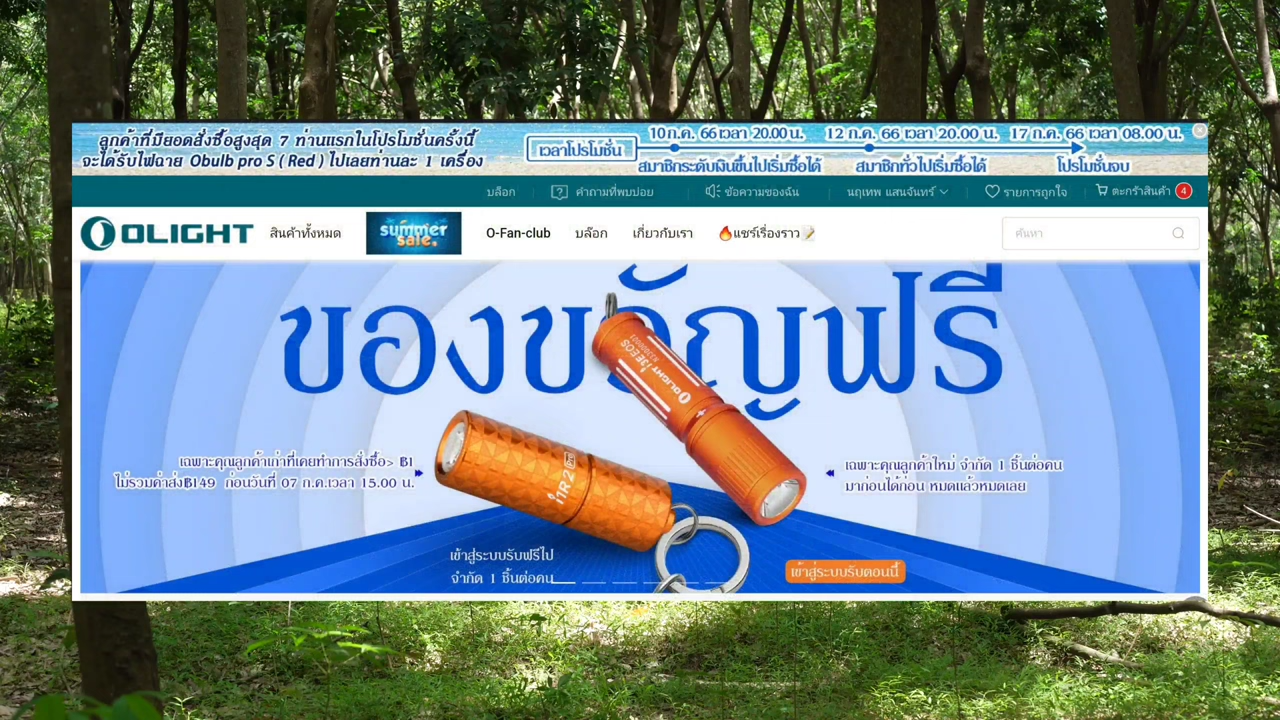 ลูกค้าที่มียอดสั่งซื้อสูงสุด 7 ท่านแรกในโปรโมชั่นครั้งนี้
จะได้รับไฟฉาย Obulb pro S ( Red ) ไปเลยท่านละ 1 เครื่อง
เวลาโปรโมชั่น
10 ก.ค. 66 เวลา 20.00 น.
สมาชิกระดับเงินขึ้นไปเริ่มซื้อได้
12 ก.ค. 66 เวลา 20.00 น.
สมาชิกทั่วไปเริ่มซื้อได้
17 ก.ค. 66 เวลา 08.00 น.
โปรโมชั่นจบ
บล็อก
คำถามที่พบบ่อย
ข้อความของฉัน
นฤเทพ แสนจันทร์
รายการถูกใจ
ตะกร้าสินค้า 4
OLIGHT
สินค้าทั้งหมด
summer sale.
O-Fan-club
บล๊อก
เกี่ยวกับเรา
🔥แชร์เรื่องราว📝
ค้นหา
ของขวัญฟรี
OLIGHT
i3E EOS
i1R 2 Pro
เฉพาะคุณลูกค้าเก่าที่เคยทำการสั่งซื้อ> ฿1
ไม่รวมค่าส่ง฿149 ก่อนวันที่ 07 ก.ค.เวลา 15.00 น.
เฉพาะคุณลูกค้าใหม่ จำกัด 1 ชิ้นต่อคน
มาก่อนได้ก่อน หมดแล้วหมดเลย
เข้าสู่ระบบรับฟรีไป
จำกัด 1 ชิ้นต่อคน
เข้าสู่ระบบรับตอนนี้